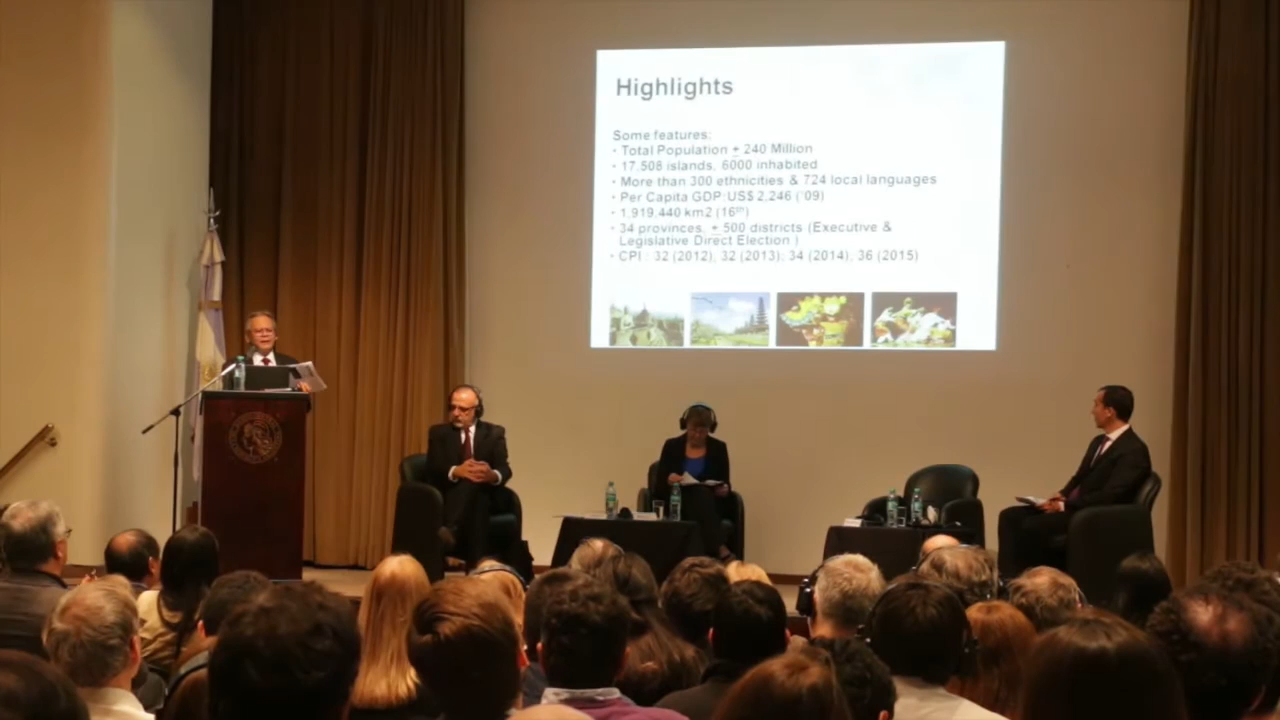 Highlights
Some features:
• Total Population ± 240 Million
• 17,508 islands, 6000 inhabited
• More than 300 ethnicities & 724 local languages
• Per Capita GDP:US$ 2,246 ('09)
• 1,919,440 km2 (16th)
• 34 provinces, ± 500 districts (Executive &
Legislative Direct Election )
• CPI : 32 (2012), 32 (2013), 34 (2014), 36 (2015)